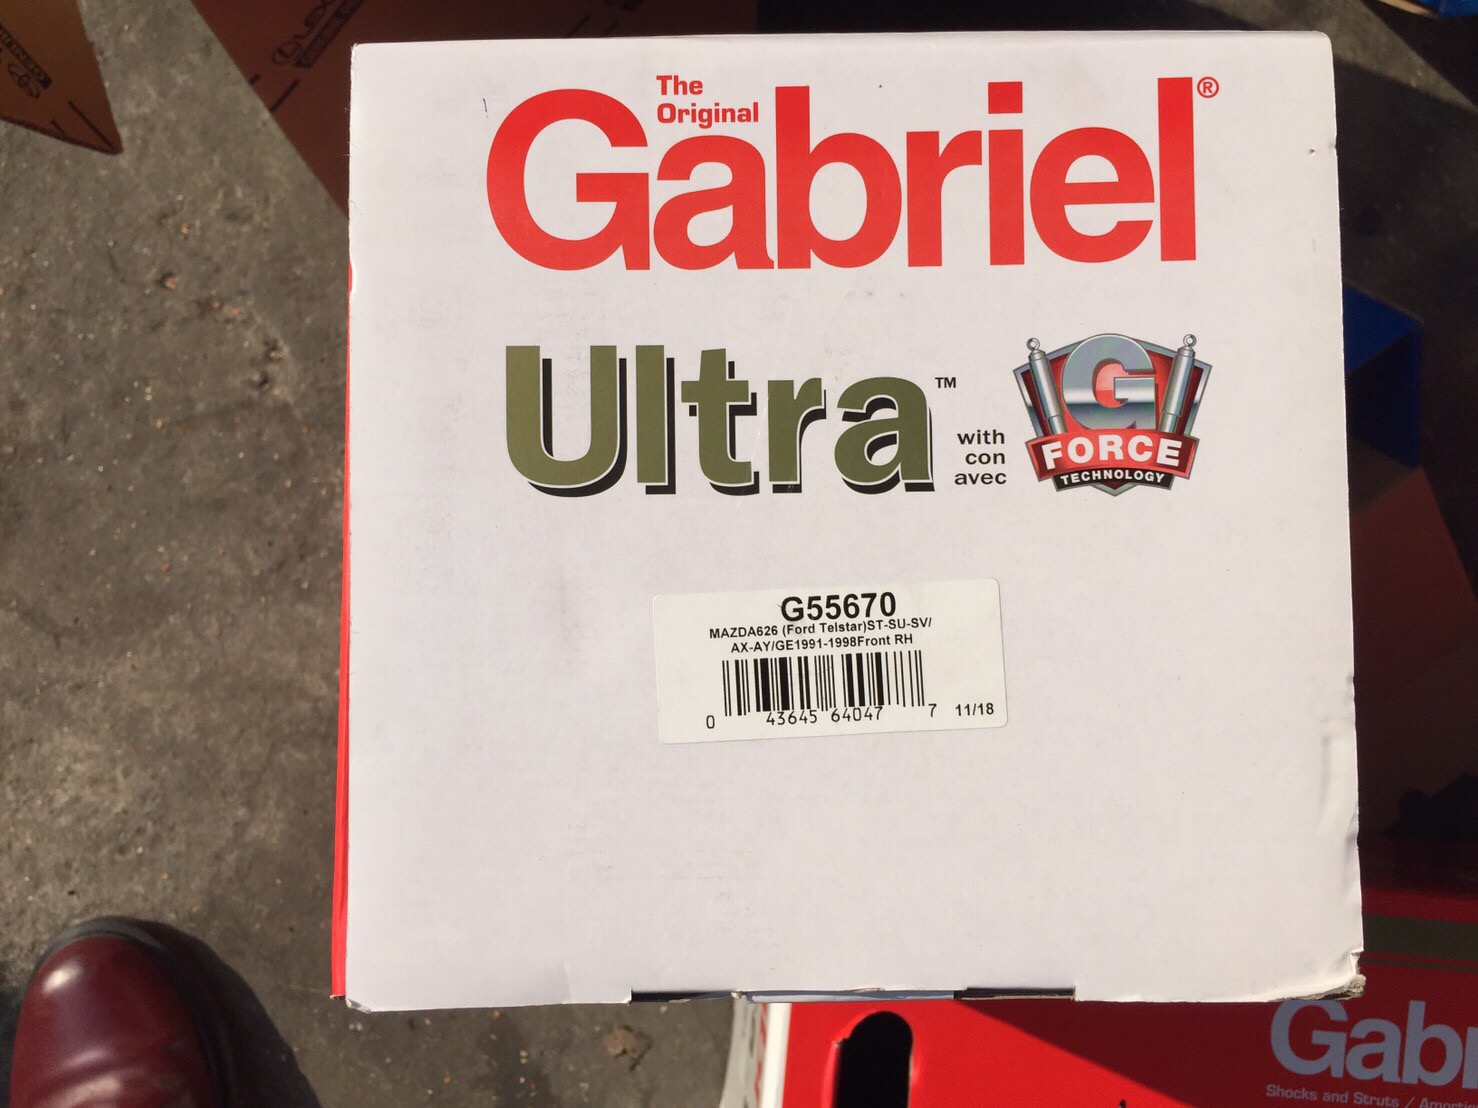 The
Original
Gabriel®
Ultra™
with
con
avec
G
FORCE
TECHNOLOGY
G55670
MAZDA626 (Ford Telstar)ST-SU-SV/
AX-AY/GE1991-1998Front RH
0 43645 64047 7 11/18
Gab
Shocks and Struts /